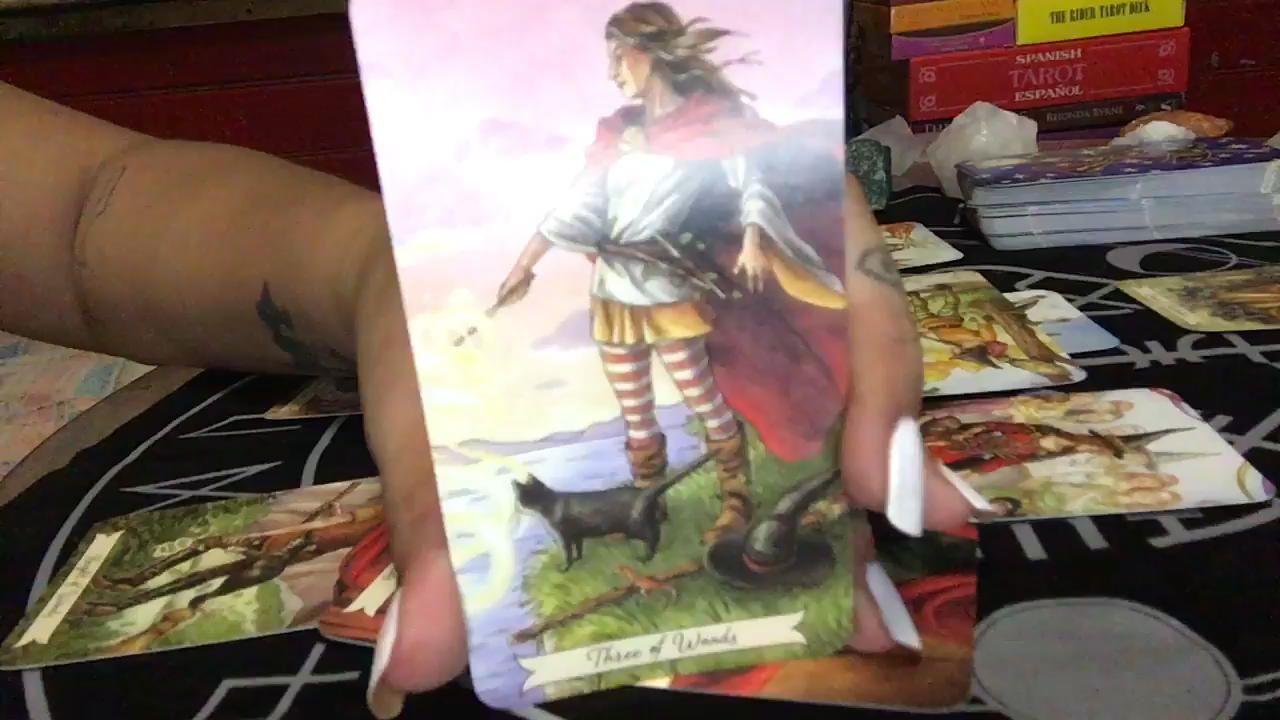 THE RIDER TAROT DECK
SPANISH
TAROT
ESPAÑOL
RHONDA BYRNE
Three of Wands